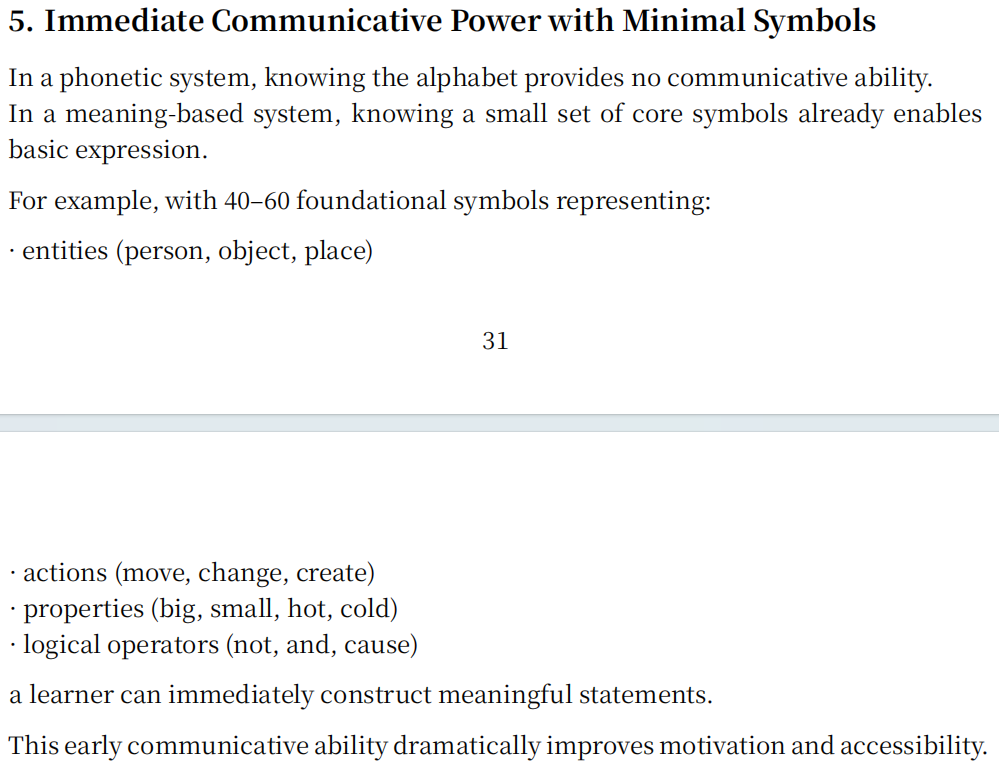 5. Immediate Communicative Power with Minimal Symbols
In a phonetic system, knowing the alphabet provides no communicative ability.
In a meaning-based system, knowing a small set of core symbols already enables
basic expression.
For example, with 40–60 foundational symbols representing:
· entities (person, object, place)
31
· actions (move, change, create)
· properties (big, small, hot, cold)
· logical operators (not, and, cause)
a learner can immediately construct meaningful statements.
This early communicative ability dramatically improves motivation and accessibility.